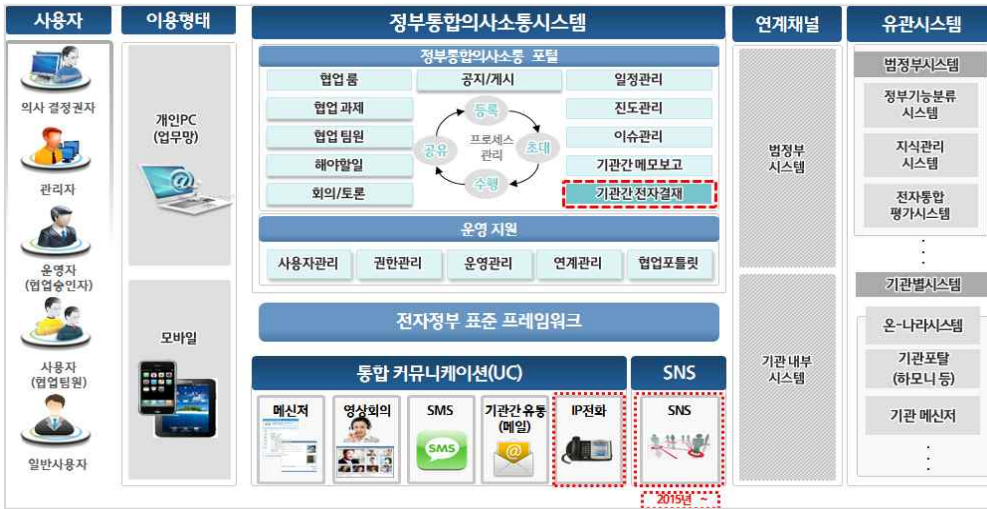 사용자
이용형태
정부통합의사소통시스템
연계채널
유관시스템
의사 결정권자
관리자
운영자
(협업승인자)
사용자
(협업팀원)
일반사용자
개인PC
(업무망)
모바일
정부통합의사소통 포털
협업 룸
공지/게시
일정관리
협업 과제
진도관리
협업 팀원
이슈관리
해야할일
기관간 메모보고
회의/토론
기관간 전자결재
등록
초대
수행
공유
프로세스
관리
운영 지원
사용자관리
권한관리
운영관리
연계관리
협업포틀릿
전자정부 표준 프레임워크
통합 커뮤니케이션(UC)
SNS
메신저
영상회의
SMS
기관간 유통
(메일)
IP전화
SNS
SMS
2015년 ~
범정부
시스템
기관 내부
시스템
범정부시스템
정부기능분류
시스템
지식관리
시스템
전자통합
평가시스템
기관별시스템
온-나라시스템
기관포탈
(하모니 등)
기관 메신저